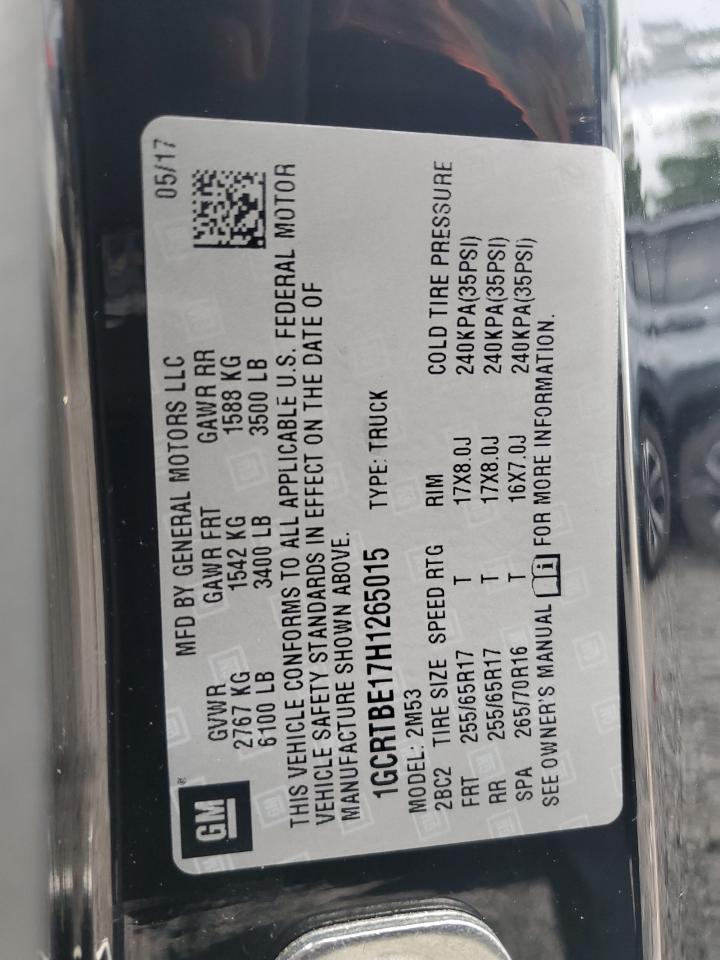 MFD BY GENERAL MOTORS LLC 05/17
GM®
GVWR GAWR FRT GAWR RR
2767 KG 1542 KG 1588 KG
6100 LB 3400 LB 3500 LB
THIS VEHICLE CONFORMS TO ALL APPLICABLE U.S. FEDERAL MOTOR
VEHICLE SAFETY STANDARDS IN EFFECT ON THE DATE OF
MANUFACTURE SHOWN ABOVE.
1GCRTBE17H1265015 TYPE: TRUCK
MODEL: 2M53
2BC2 TIRE SIZE SPEED RTG RIM COLD TIRE PRESSURE
FRT 255/65R17 T 17X8.0J 240KPA(35PSI)
RR 255/65R17 T 17X8.0J 240KPA(35PSI)
SPA 265/70R16 T 16X7.0J 240KPA(35PSI)
SEE OWNER'S MANUAL FOR MORE INFORMATION.